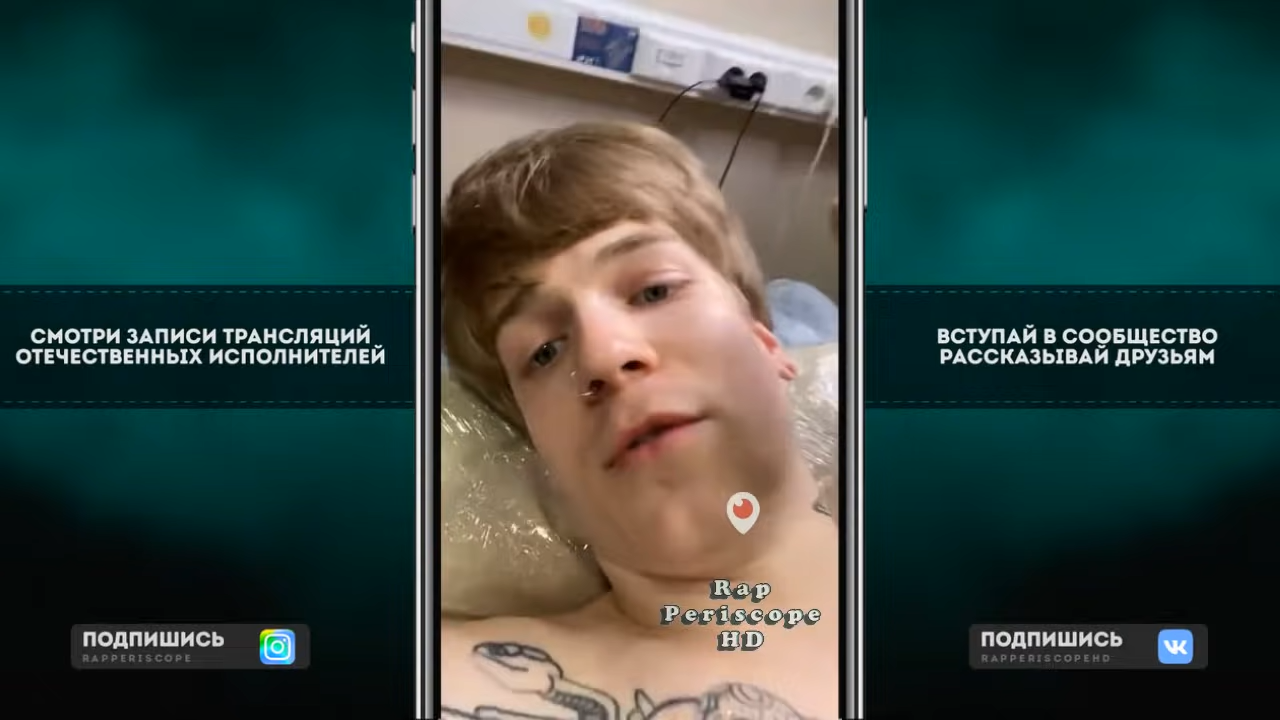 СМОТРИ ЗАПИСИ ТРАНСЛЯЦИЙ
ОТЕЧЕСТВЕННЫХ ИСПОЛНИТЕЛЕЙ
ВСТУПАЙ В СООБЩЕСТВО
РАССКАЗЫВАЙ ДРУЗЬЯМ
Rap
Periscope
HD
ПОДПИШИСЬ
RAPPERISCOPE
ПОДПИШИСЬ
RAPPERISCOPEHD